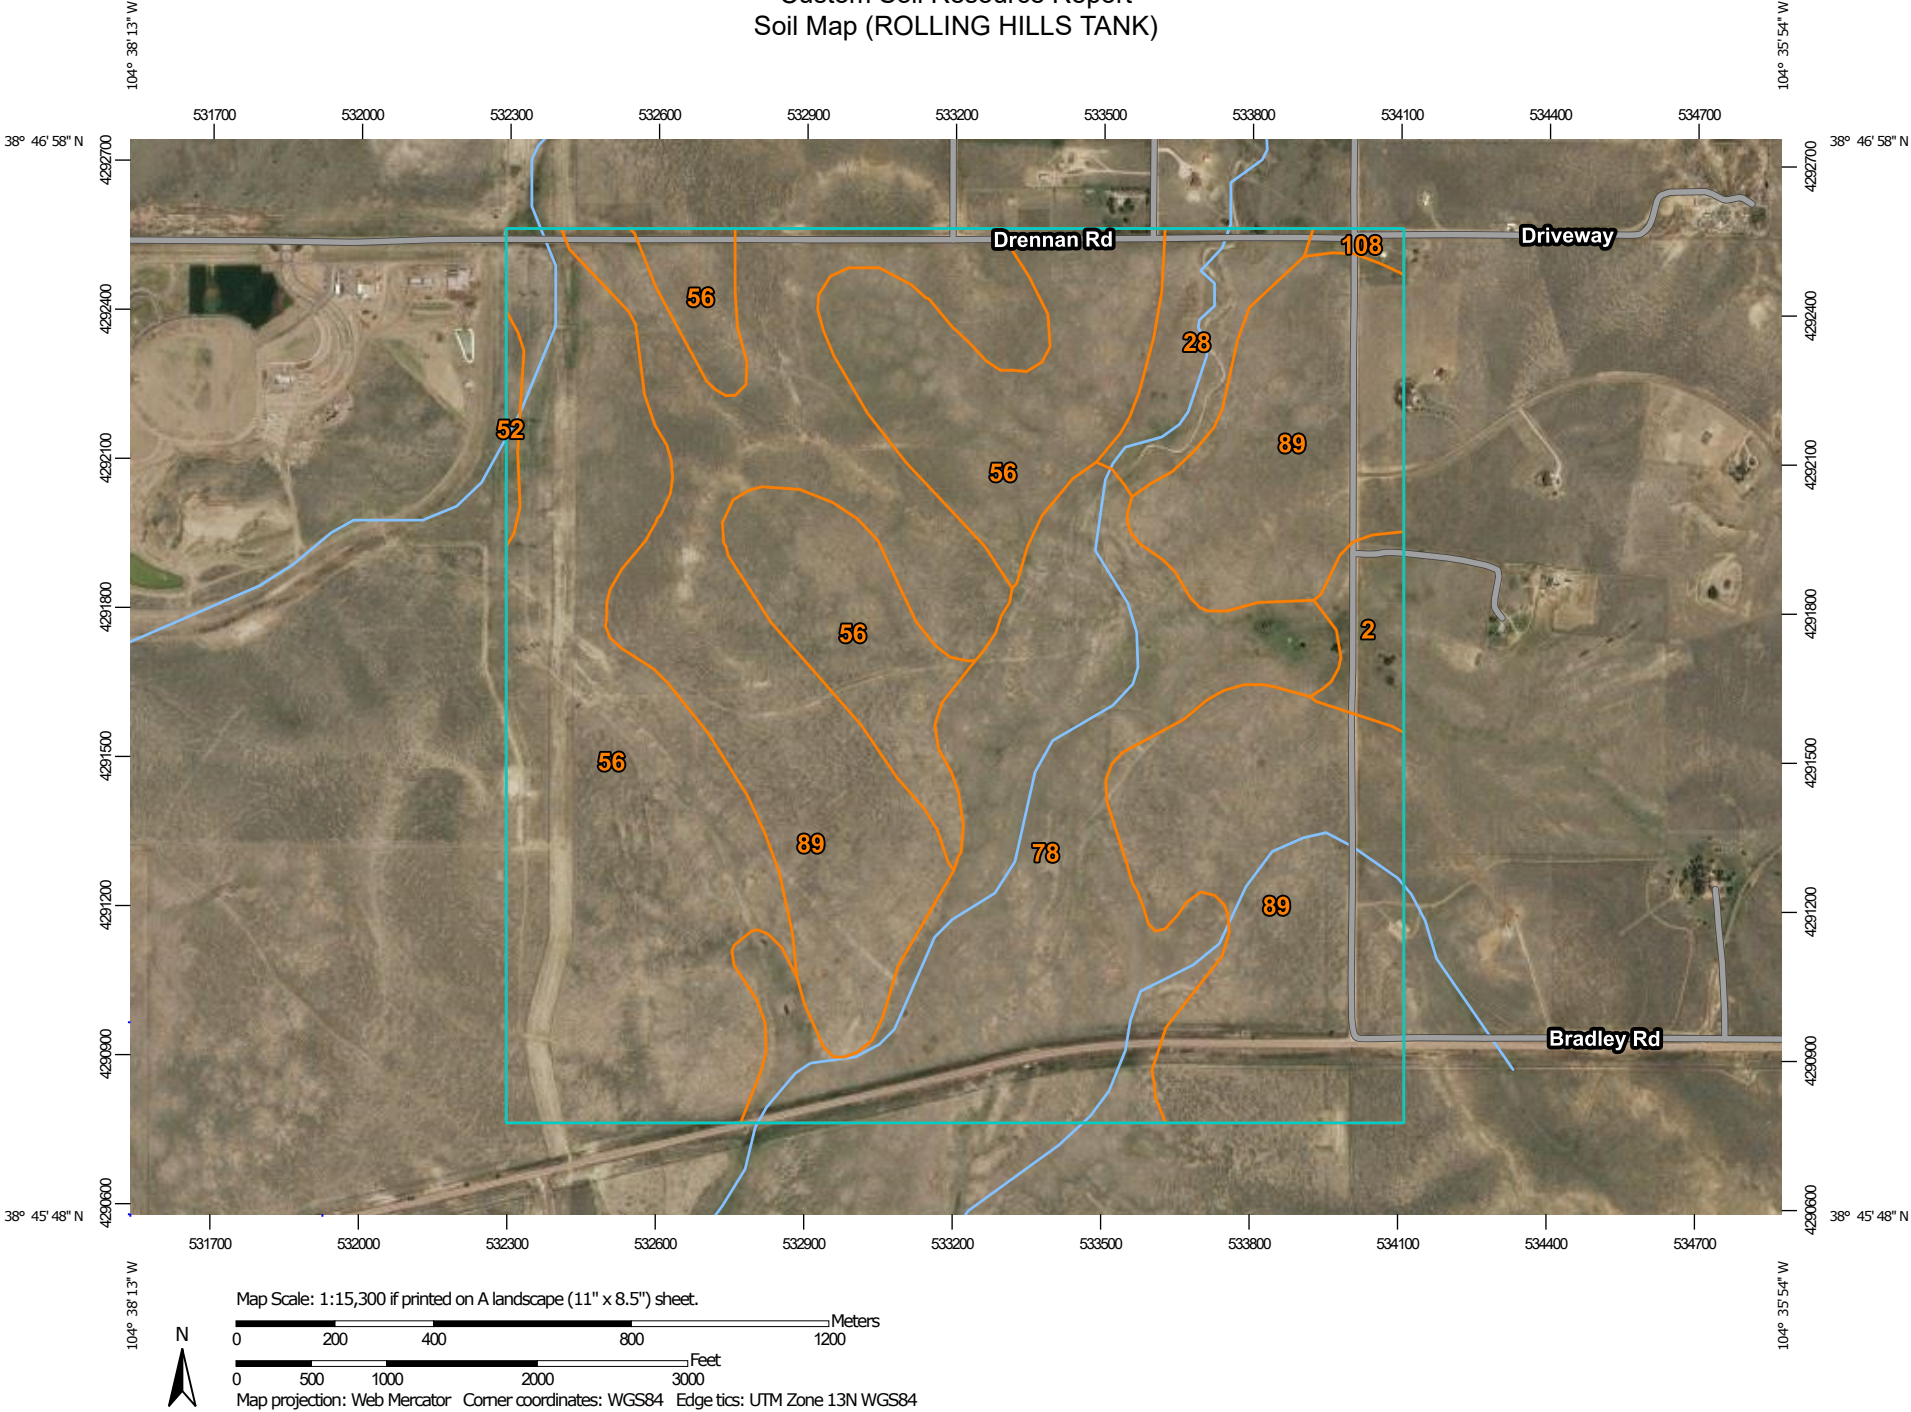 Custom Soil Resource Report
Soil Map (ROLLING HILLS TANK)
104° 38' 13" W
104° 35' 54" W
531700 532000 532300 532600 532900 533200 533500 533800 534100 534400 534700
38° 46' 58" N
38° 46' 58" N
4292700
4292700
Drennan Rd
Driveway
108
56
4292400
4292400
28
52
89
4292100
4292100
56
4291800
4291800
56
2
4291500
4291500
56
89
78
89
4291200
4291200
Bradley Rd
4290900
4290900
4290600
4290600
38° 45' 48" N
38° 45' 48" N
531700 532000 532300 532600 532900 533200 533500 533800 534100 534400 534700
104° 38' 13" W
104° 35' 54" W
Map Scale: 1:15,300 if printed on A landscape (11" x 8.5") sheet.
Meters
0 200 400 800 1200
N
Feet
0 500 1000 2000 3000
Map projection: Web Mercator Corner coordinates: WGS84 Edge tics: UTM Zone 13N WGS84